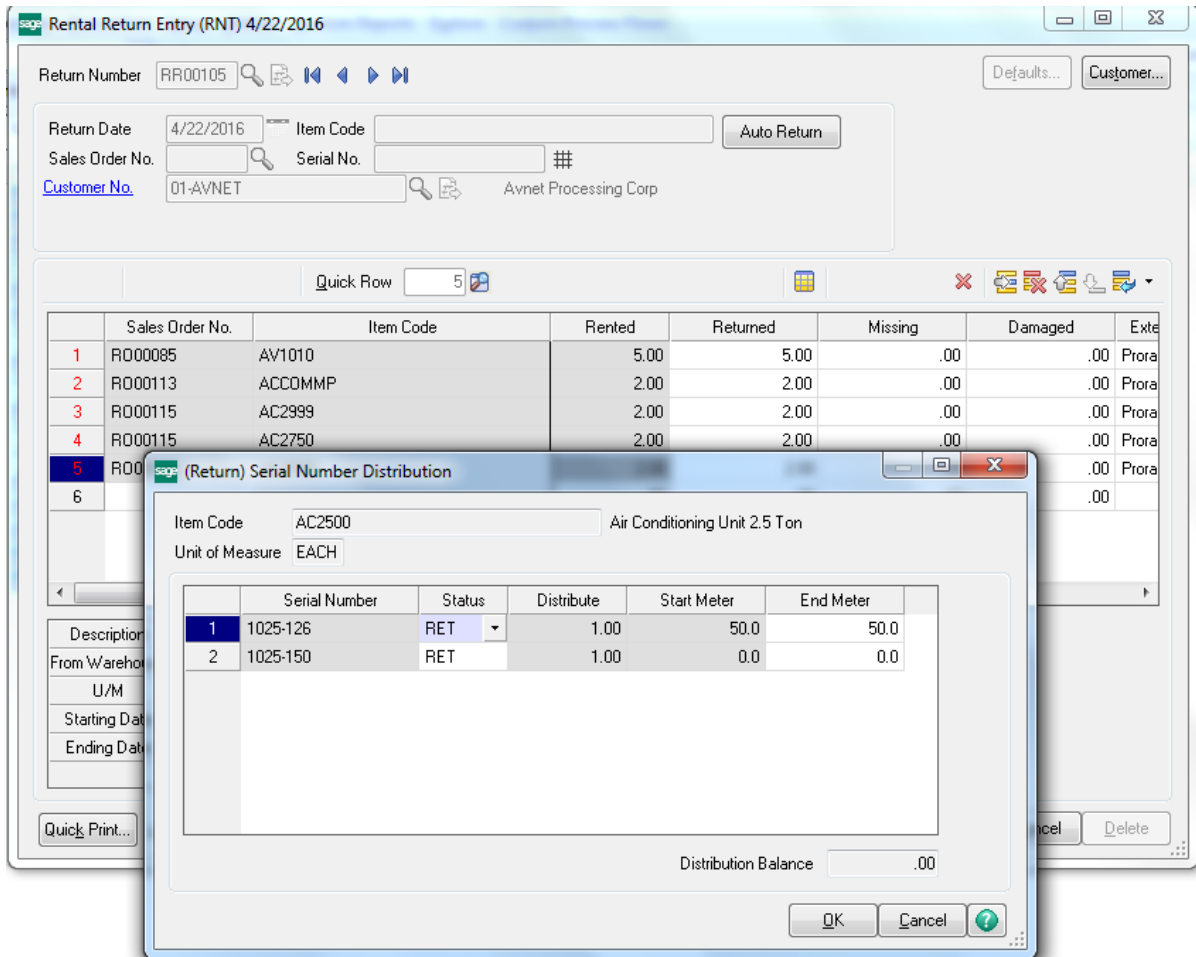 sage Rental Return Entry (RNT) 4/22/2016
Return Number RR00105 Defaults... Customer...
Return Date 4/22/2016 Item Code Auto Return
Sales Order No. Serial No.
Customer No. 01-AVNET Avnet Processing Corp
Quick Row 5
Sales Order No. Item Code Rented Returned Missing Damaged Exte
1 RO00085 AV1010 5.00 5.00 .00 .00 Prora
2 RO00113 ACCOMMP 2.00 2.00 .00 .00 Prora
3 RO00115 AC2999 2.00 2.00 .00 .00 Prora
4 RO00115 AC2750 2.00 2.00 .00 .00 Prora
5 RO0 .00 Prora
6 .00
sage (Return) Serial Number Distribution
Item Code AC2500 Air Conditioning Unit 2.5 Ton
Unit of Measure EACH
Serial Number Status Distribute Start Meter End Meter
1 1025-126 RET 1.00 50.0 50.0
2 1025-150 RET 1.00 0.0 0.0
Description
From Wareho
U/M
Starting Dat
Ending Dat
Distribution Balance .00
Quick Print... ncel Delete
OK Cancel